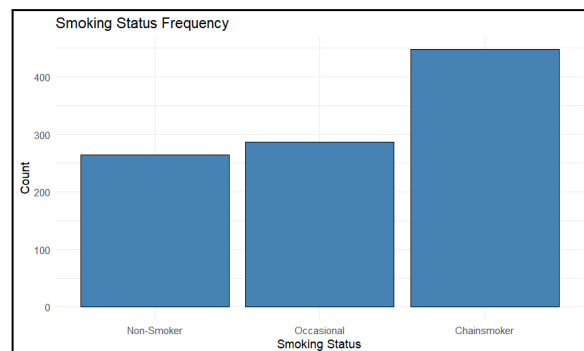 Smoking Status Frequency
400
300
200
100
0
Count
Non-Smoker
Occasional
Chainsmoker
Smoking Status